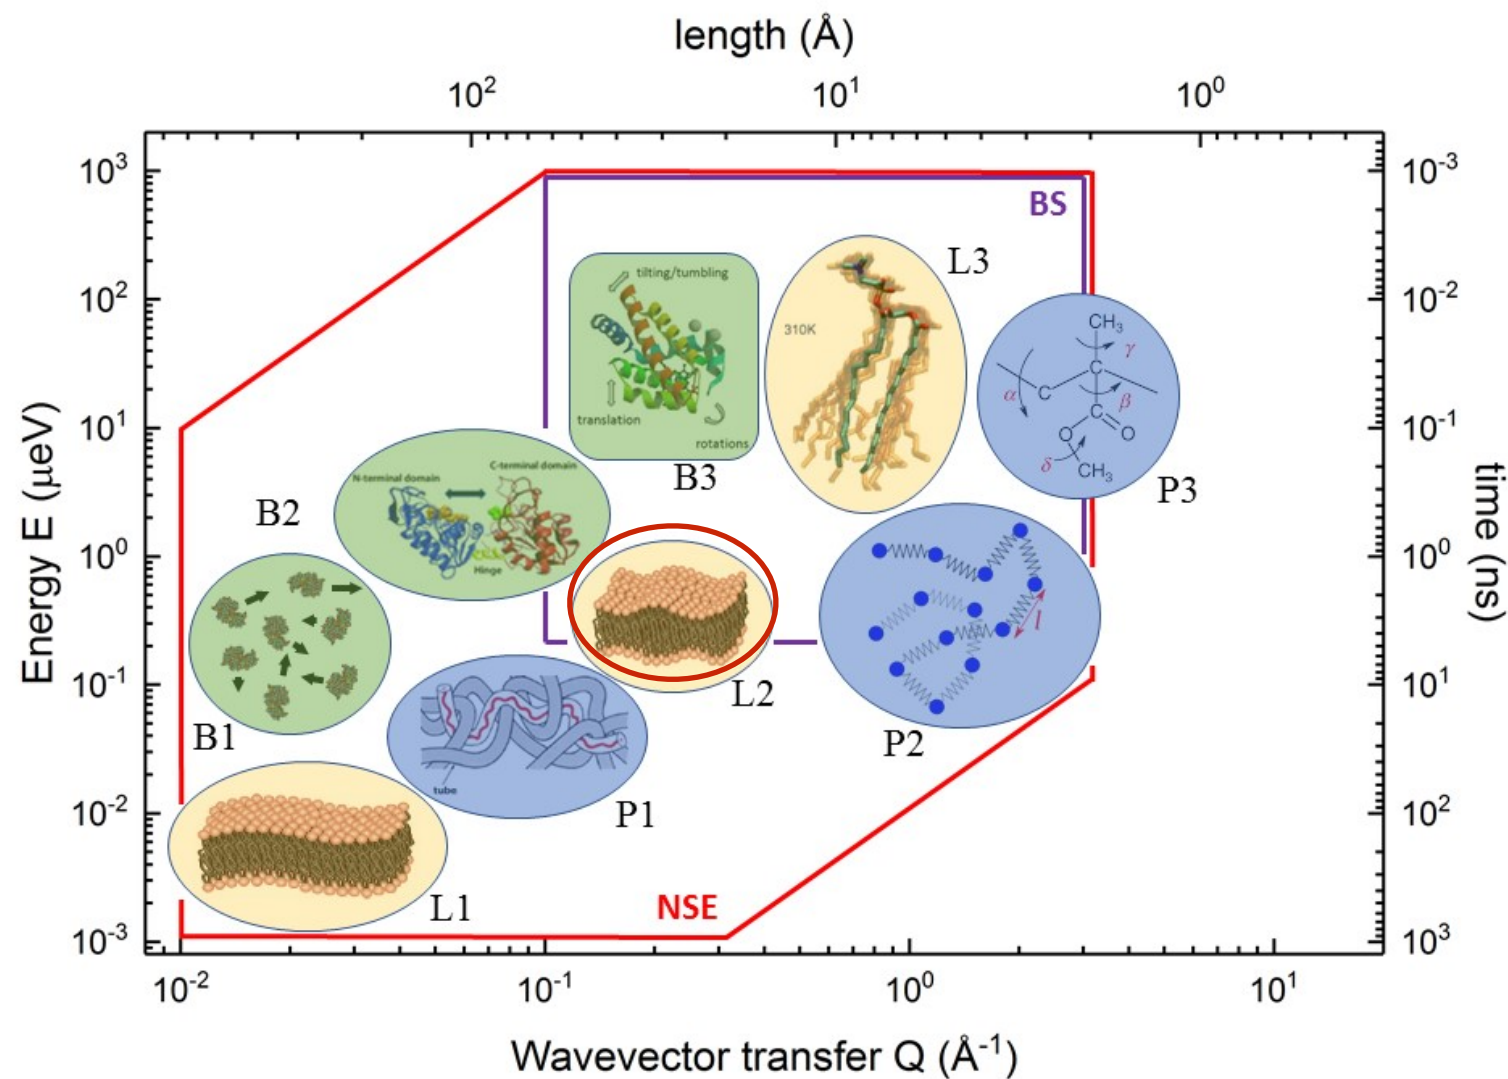 length (Å)
10² 10¹ 10⁰
10³ 10⁻³
BS
L3
tilting/tumbling
10² 10⁻²
CH₃
310K
γ
C
α C β
translation
C
10¹ O O 10⁻¹
rotations
δ CH₃
C-terminal domain
N-terminal domain
B3 P3
Energy E (μeV)
time (ns)
B2
10⁰ 10⁰
Hinge
l
10⁻¹ 10¹
L2
B1 P2
tube
10⁻² P1 10²
L1 NSE
10⁻³ 10³
10⁻² 10⁻¹ 10⁰ 10¹
Wavevector transfer Q (Å⁻¹)